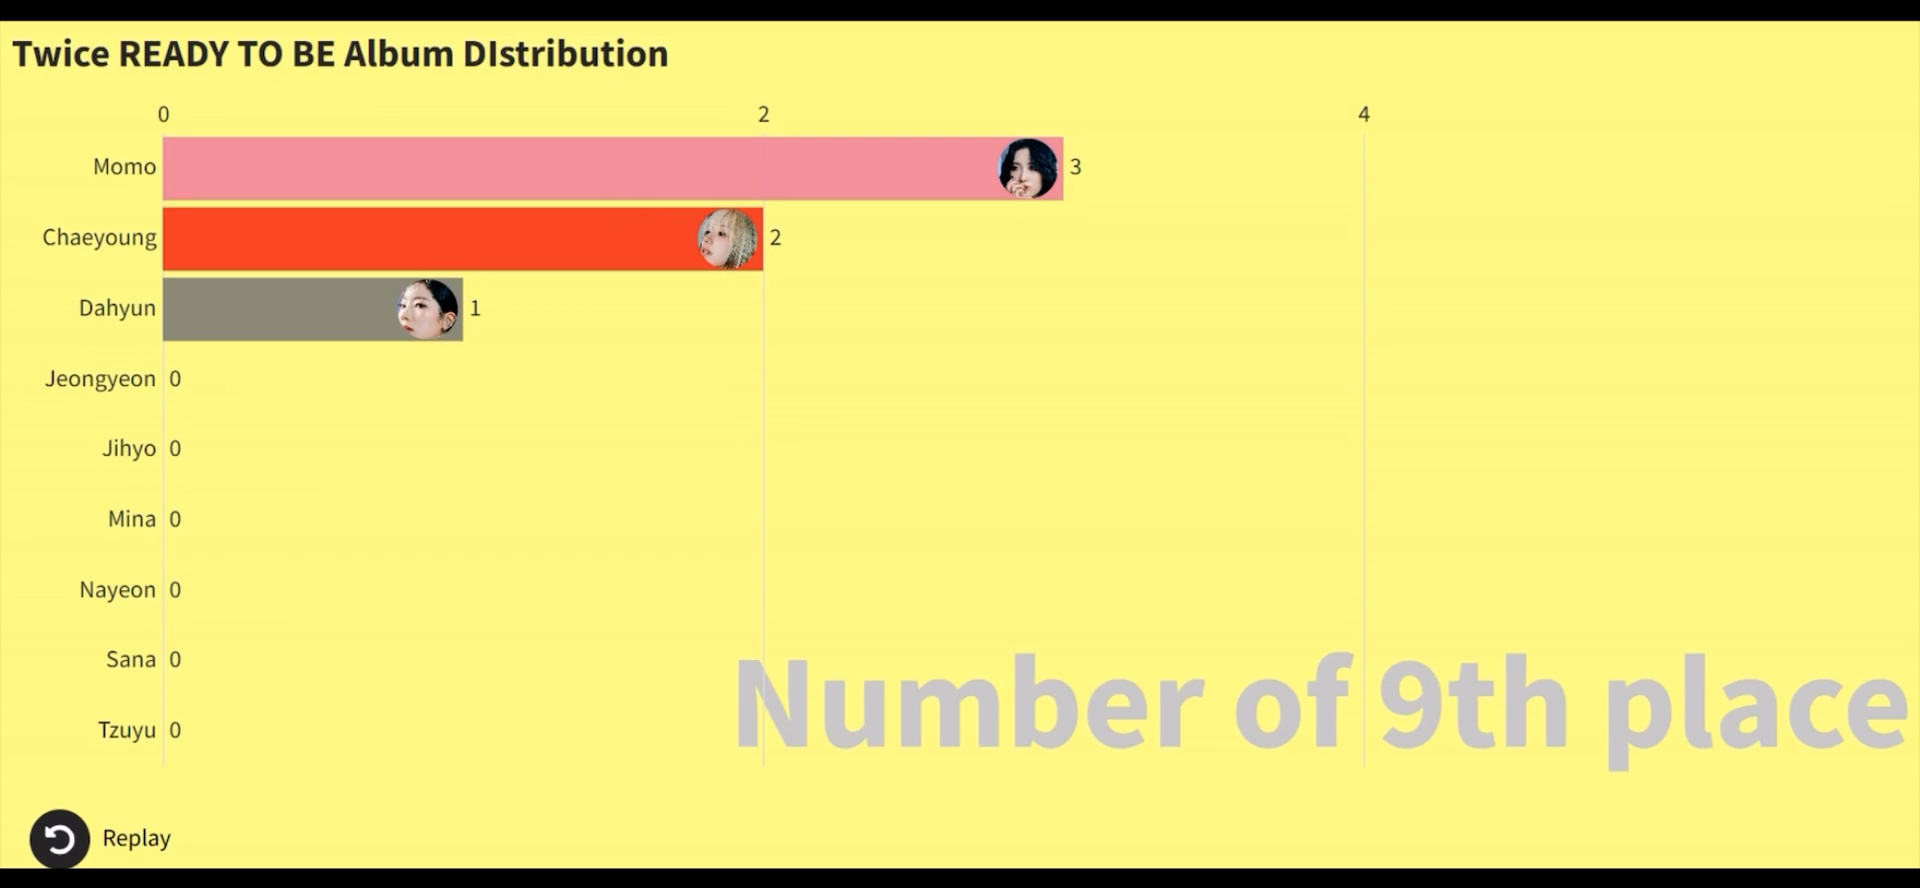 Twice READY TO BE Album DIstribution
0 2 4
Momo 3
Chaeyoung 2
Dahyun 1
Jeongyeon 0
Jihyo 0
Mina 0
Nayeon 0
Sana 0
Tzuyu 0
Number of 9th place
Replay